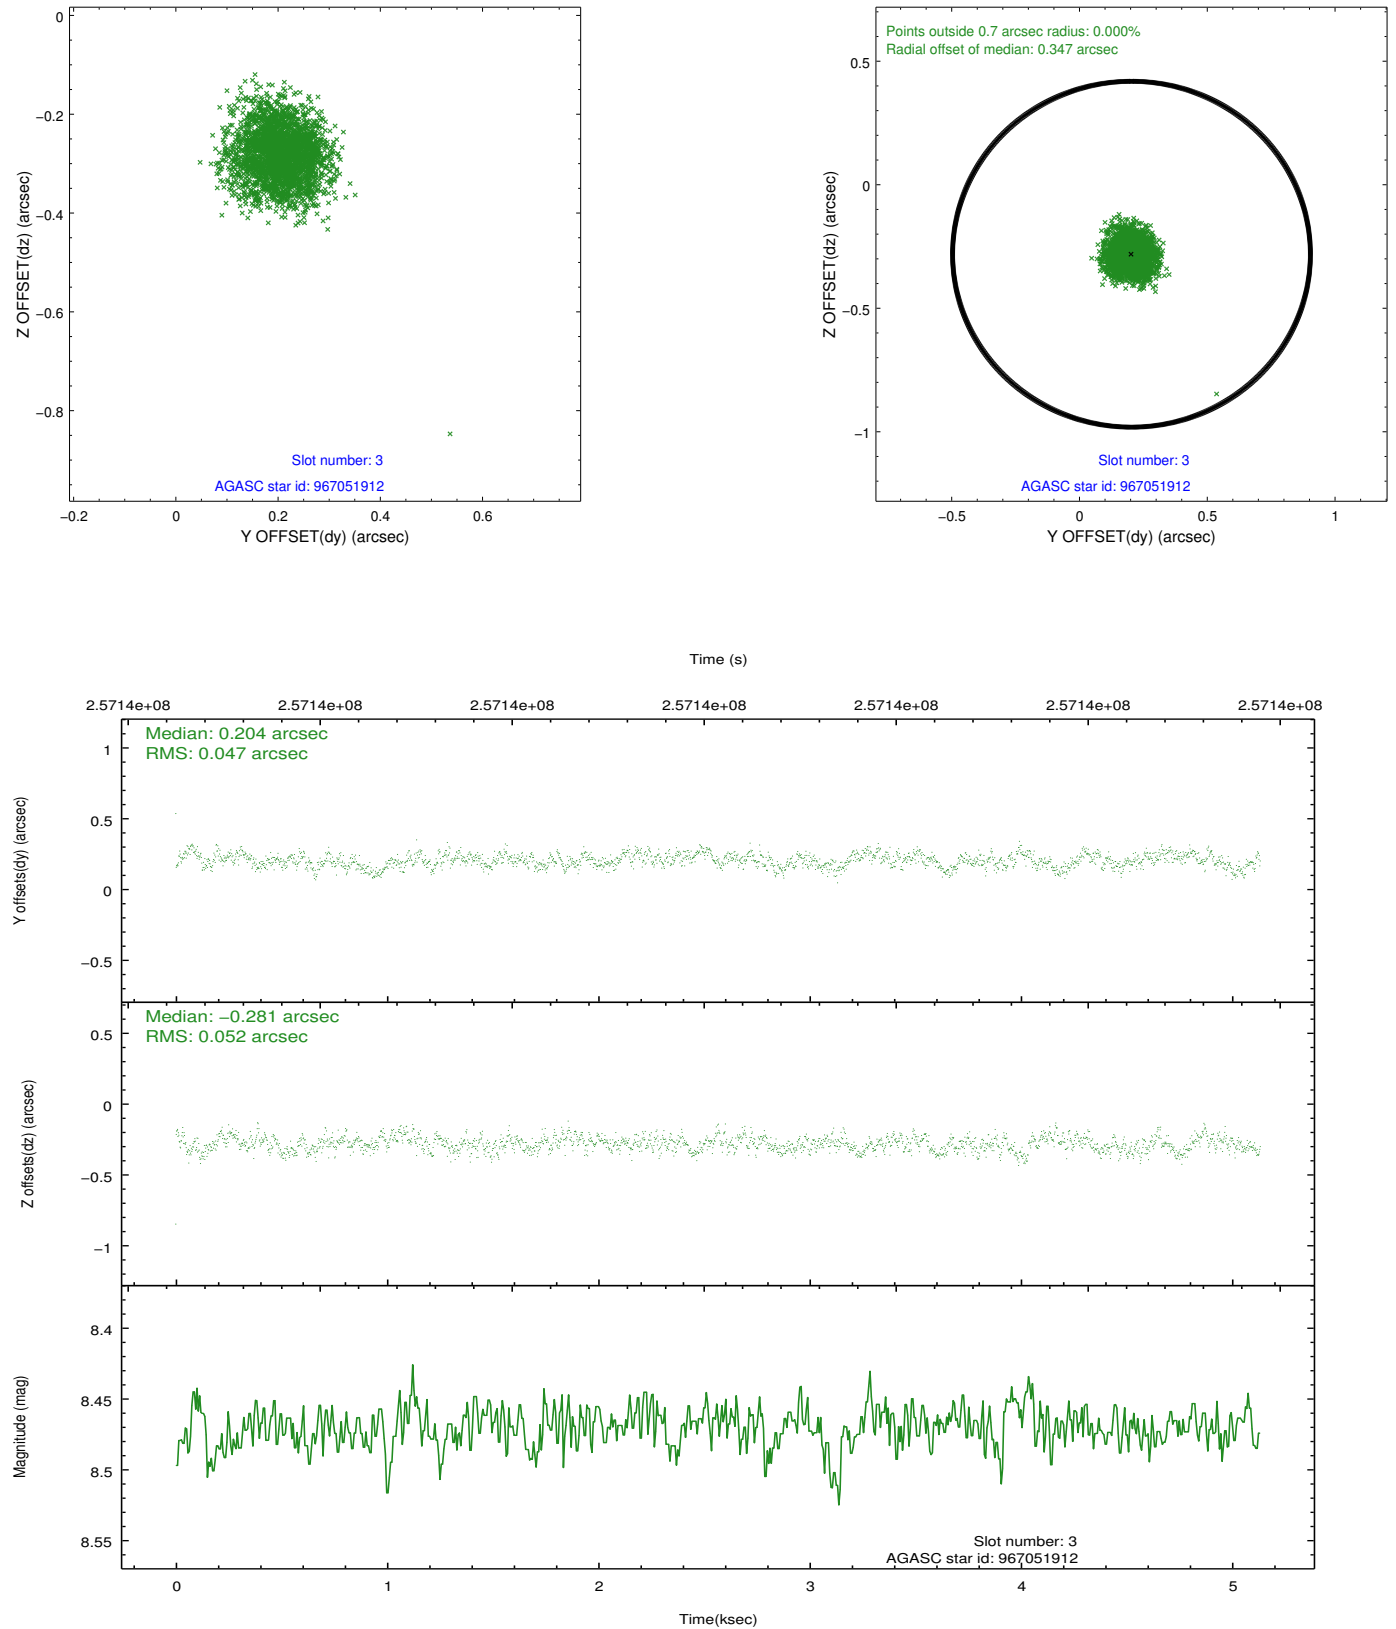 0
−0.2
−0.4
−0.6
−0.8
Z OFFSET(dz) (arcsec)
Slot number: 3
AGASC star id: 967051912
−0.2 0 0.2 0.4 0.6
Y OFFSET(dy) (arcsec)
Points outside 0.7 arcsec radius: 0.000%
Radial offset of median: 0.347 arcsec
0.5
0
−0.5
−1
Z OFFSET(dz) (arcsec)
Slot number: 3
AGASC star id: 967051912
−0.5 0 0.5 1
Y OFFSET(dy) (arcsec)
Time (s)
2.5714e+08 2.5714e+08 2.5714e+08 2.5714e+08 2.5714e+08 2.5714e+08 2.5714e+08
Median: 0.204 arcsec
RMS: 0.047 arcsec
1
0.5
0
−0.5
Y offsets(dy) (arcsec)
Median: −0.281 arcsec
RMS: 0.052 arcsec
0.5
0
−0.5
−1
Z offsets(dz) (arcsec)
8.4
8.45
8.5
8.55
Magnitude (mag)
Slot number: 3
AGASC star id: 967051912
0 1 2 3 4 5
Time(ksec)